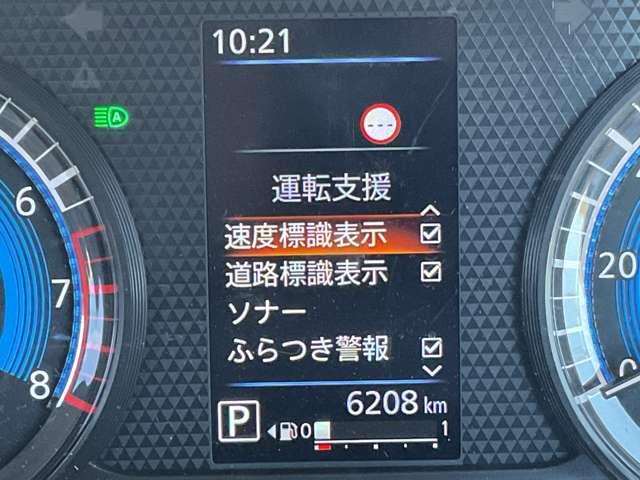 10:21
---
運転支援
速度標識表示
道路標識表示
ソナー
ふらつき警報
6208 km
P
0 1
A
6
7
8
20
0